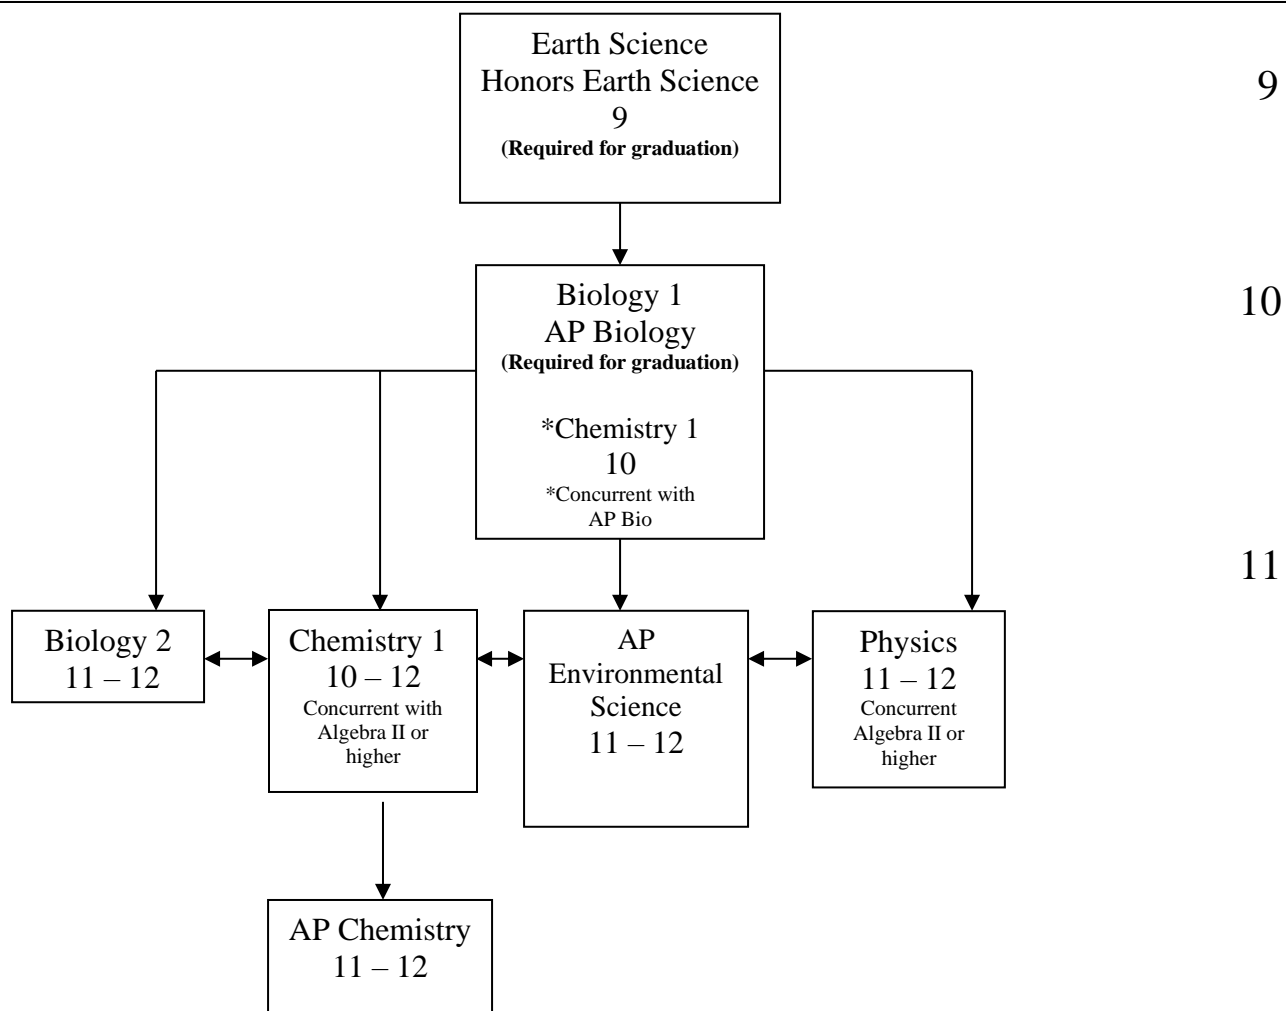 Earth Science
Honors Earth Science
9
(Required for graduation)
9
Biology 1
AP Biology
(Required for graduation)
*Chemistry 1
10
*Concurrent with
AP Bio
10
11
Biology 2
11 – 12
Chemistry 1
10 – 12
Concurrent with
Algebra II or
higher
AP
Environmental
Science
11 – 12
Physics
11 – 12
Concurrent
Algebra II or
higher
AP Chemistry
11 – 12